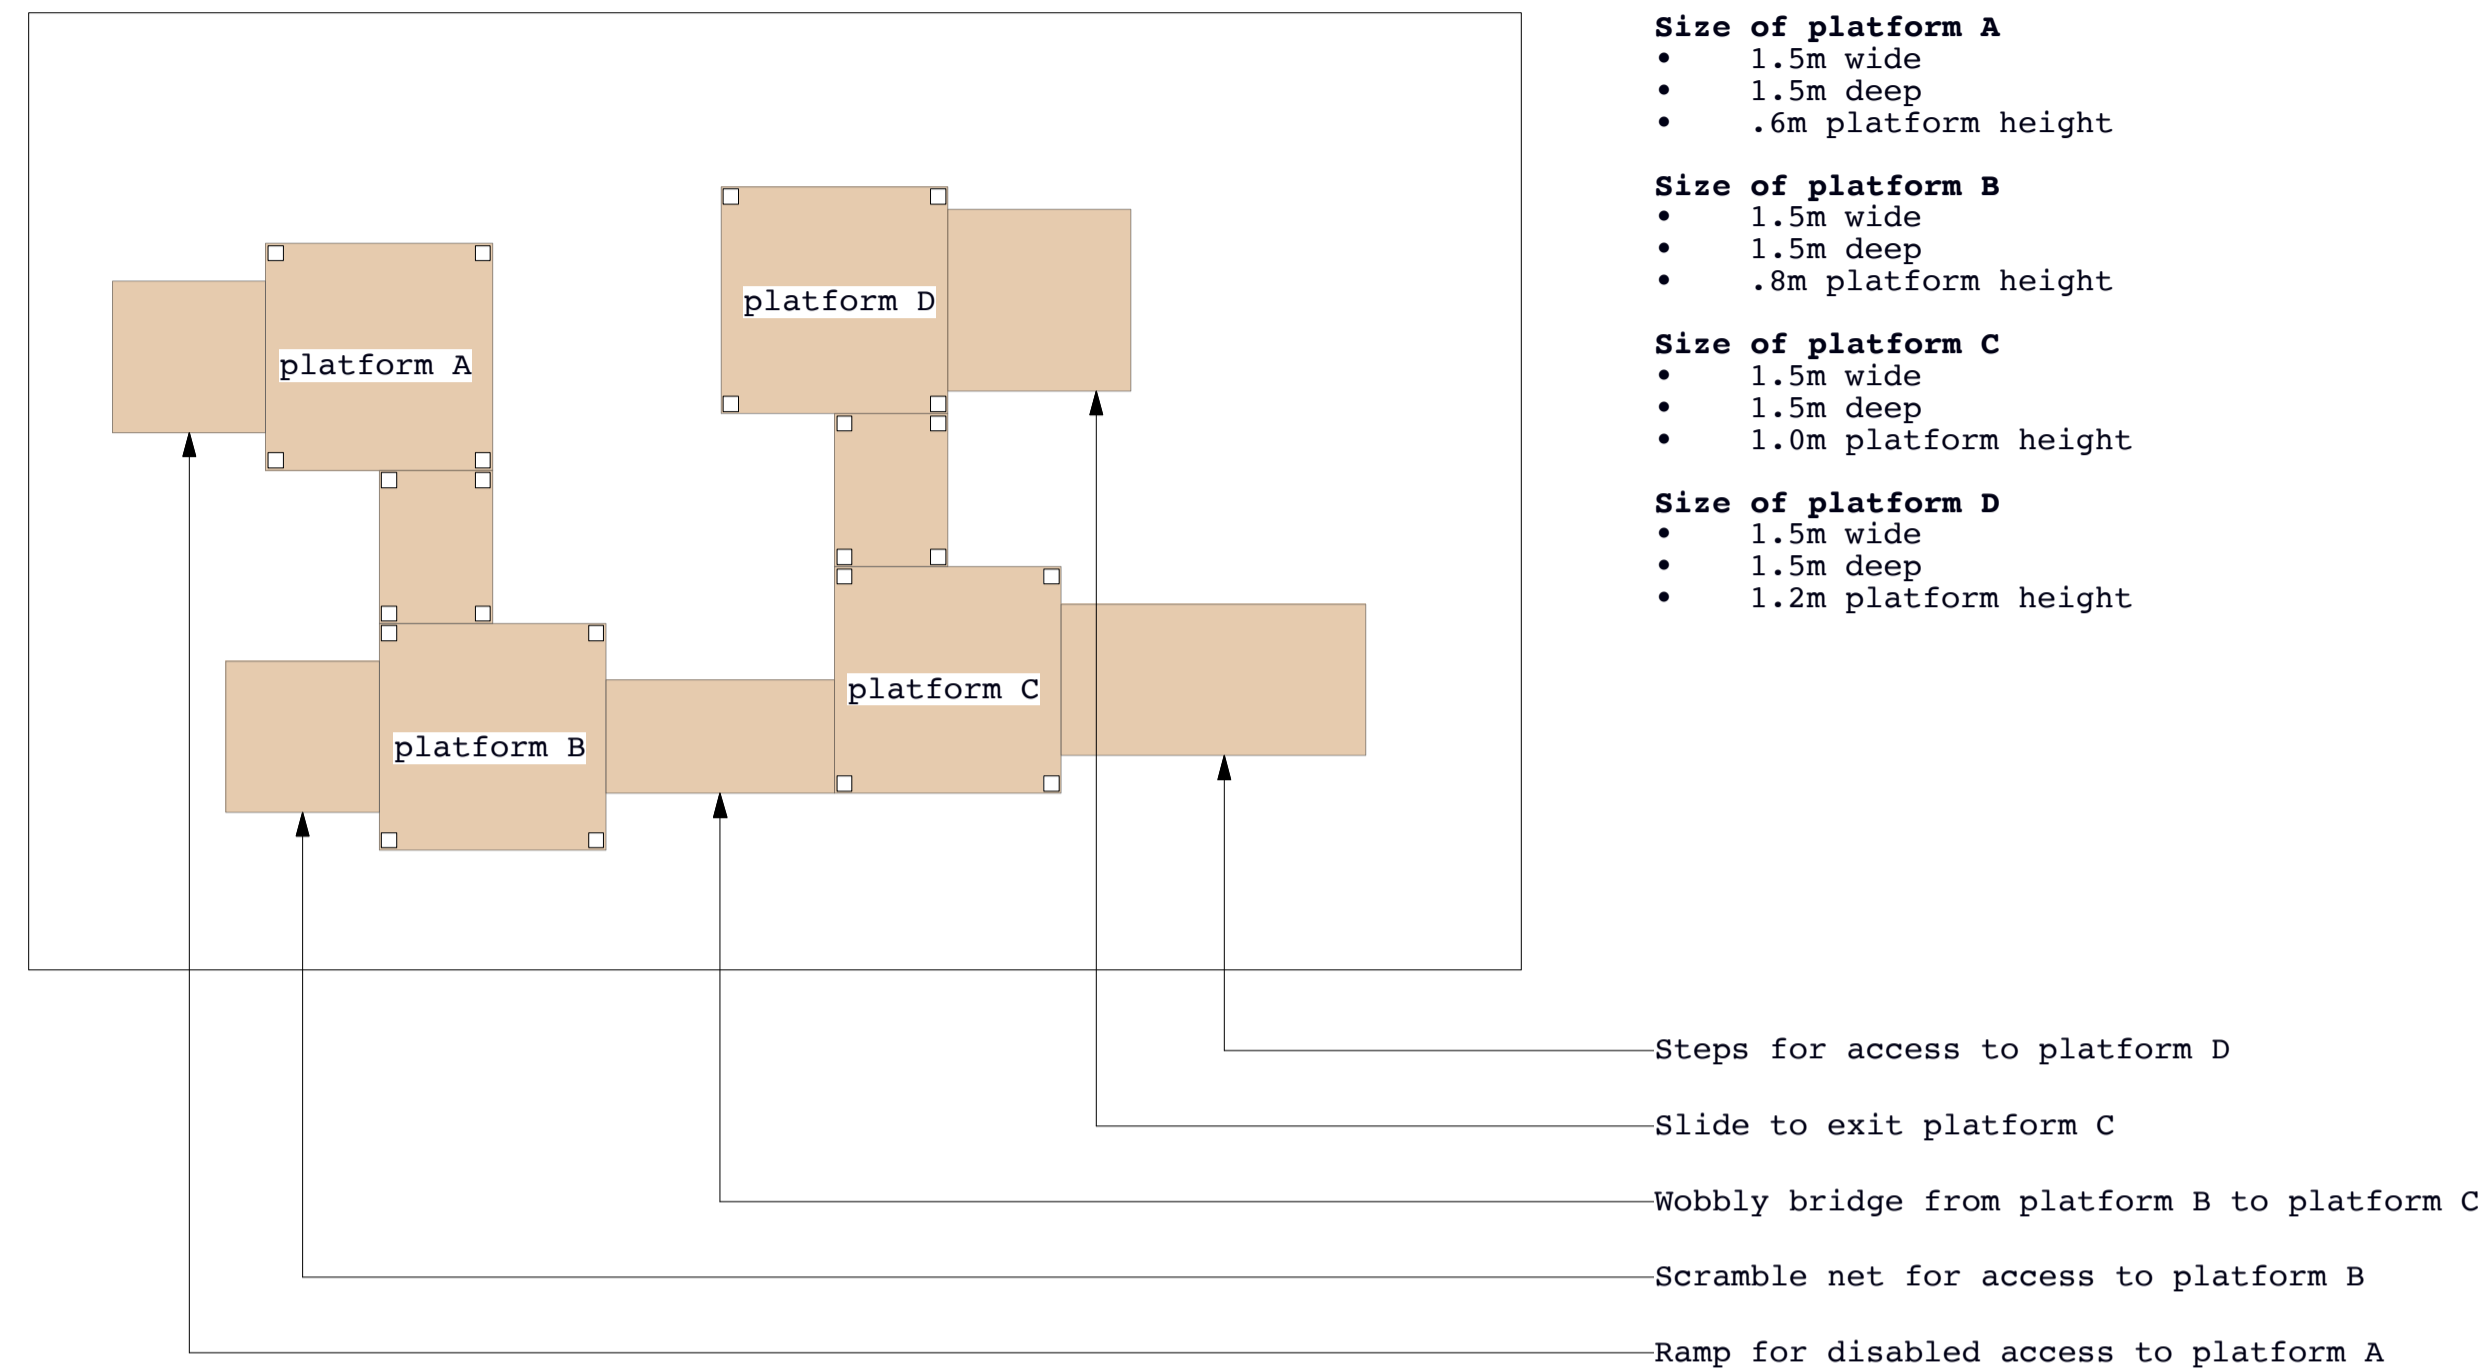 Size of platform A
• 1.5m wide
• 1.5m deep
• .6m platform height
Size of platform B
• 1.5m wide
• 1.5m deep
• .8m platform height
Size of platform C
• 1.5m wide
• 1.5m deep
• 1.0m platform height
Size of platform D
• 1.5m wide
• 1.5m deep
• 1.2m platform height
platform D
platform A
platform C
platform B
Steps for access to platform D
Slide to exit platform C
Wobbly bridge from platform B to platform C
Scramble net for access to platform B
Ramp for disabled access to platform A